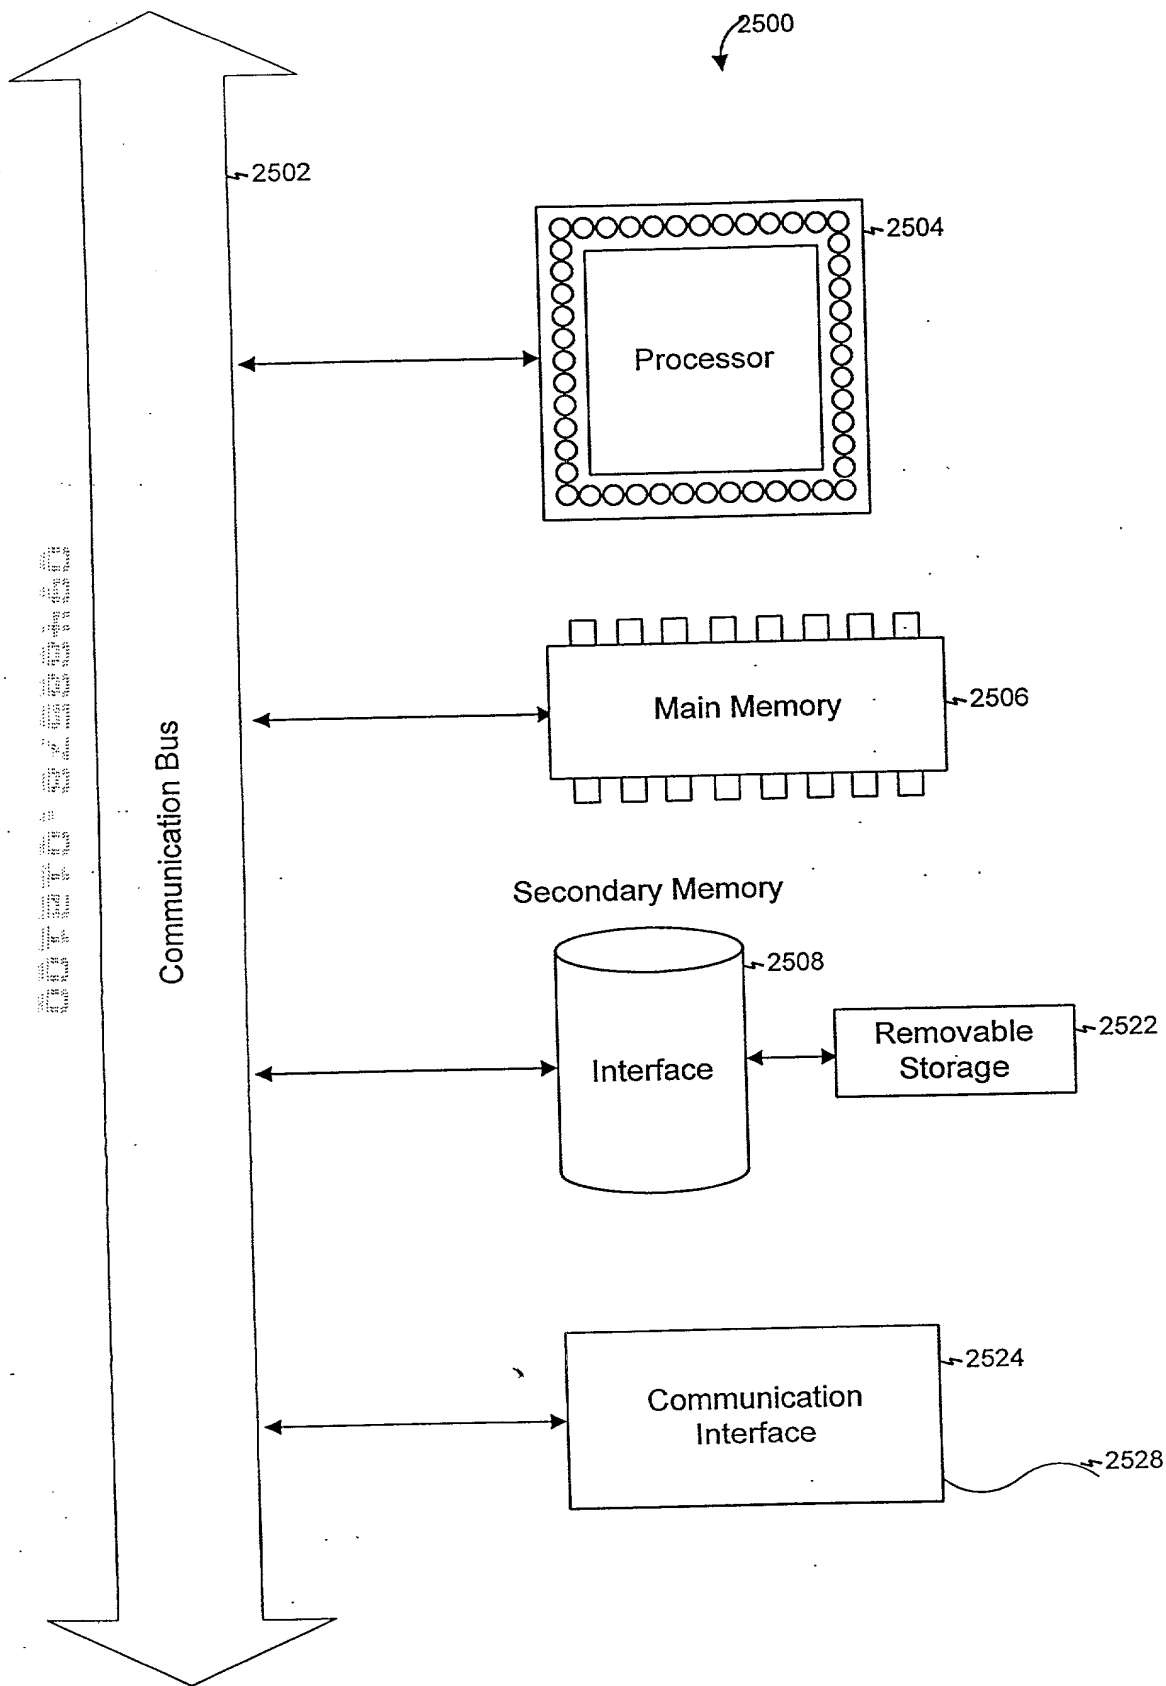 2500
2502
2504
Processor
Main Memory
2506
Communication Bus
Secondary Memory
2508
Interface
Removable
Storage
2522
2524
Communication
Interface
2528